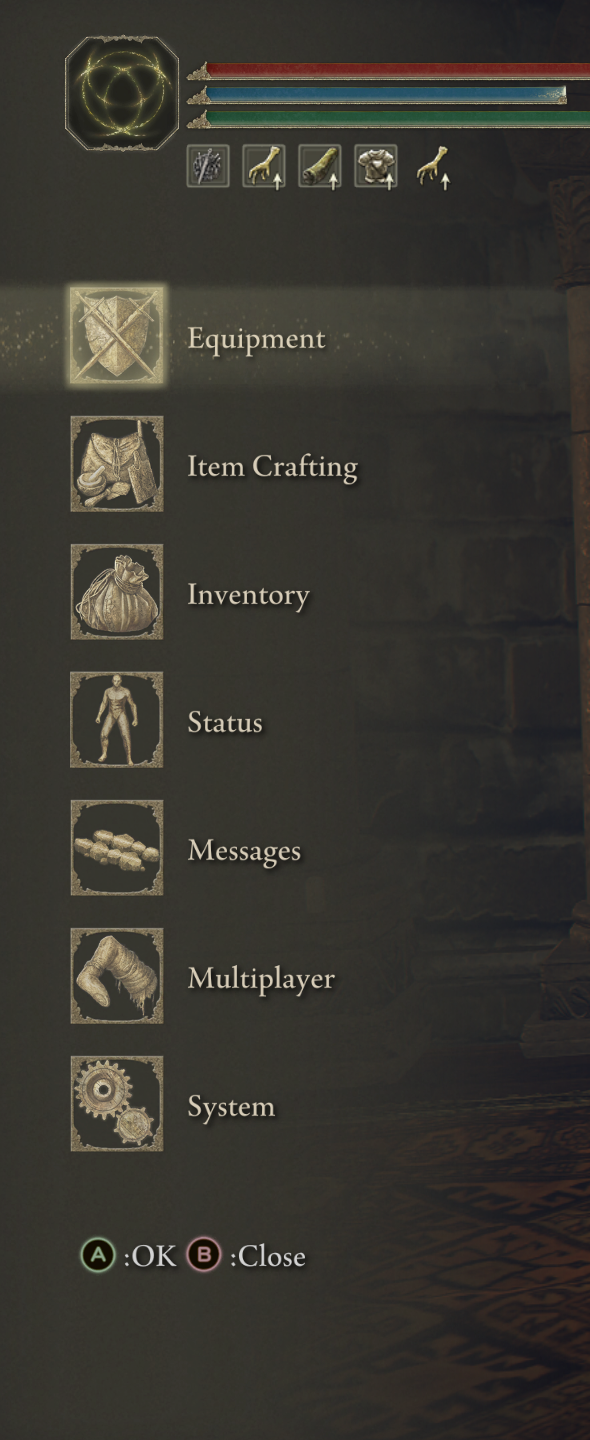 Equipment
Item Crafting
Inventory
Status
Messages
Multiplayer
System
A :OK B :Close